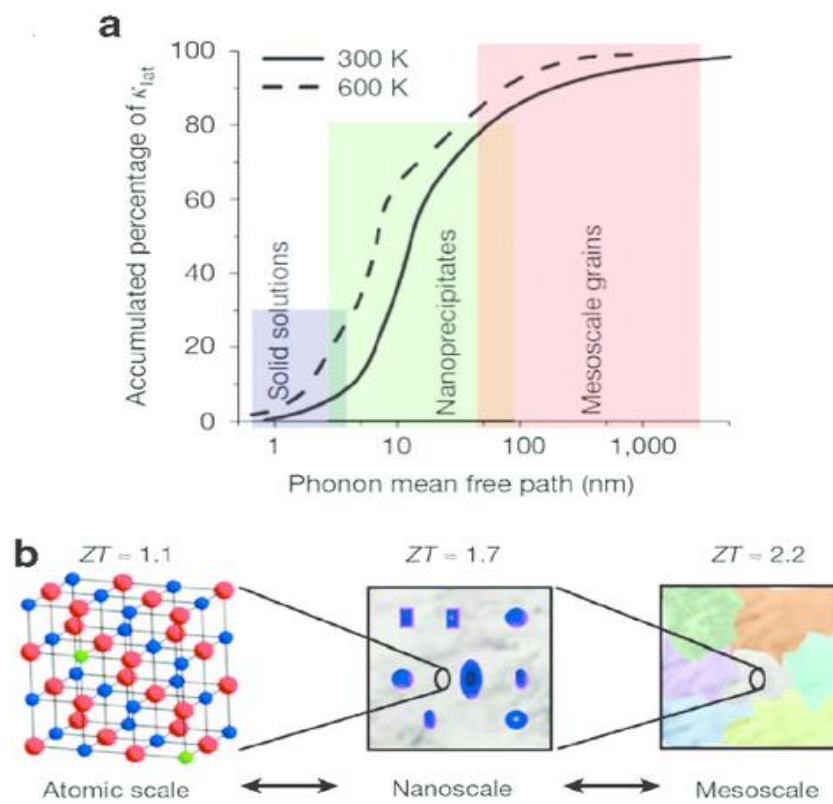 a
300 K
600 K
Accumulated percentage of κlat
100
80
60
40
20
0
Solid solutions
Nanoprecipitates
Mesoscale grains
1
10
100
1,000
Phonon mean free path (nm)
b
ZT = 1.1
ZT = 1.7
ZT = 2.2
Atomic scale
Nanoscale
Mesoscale